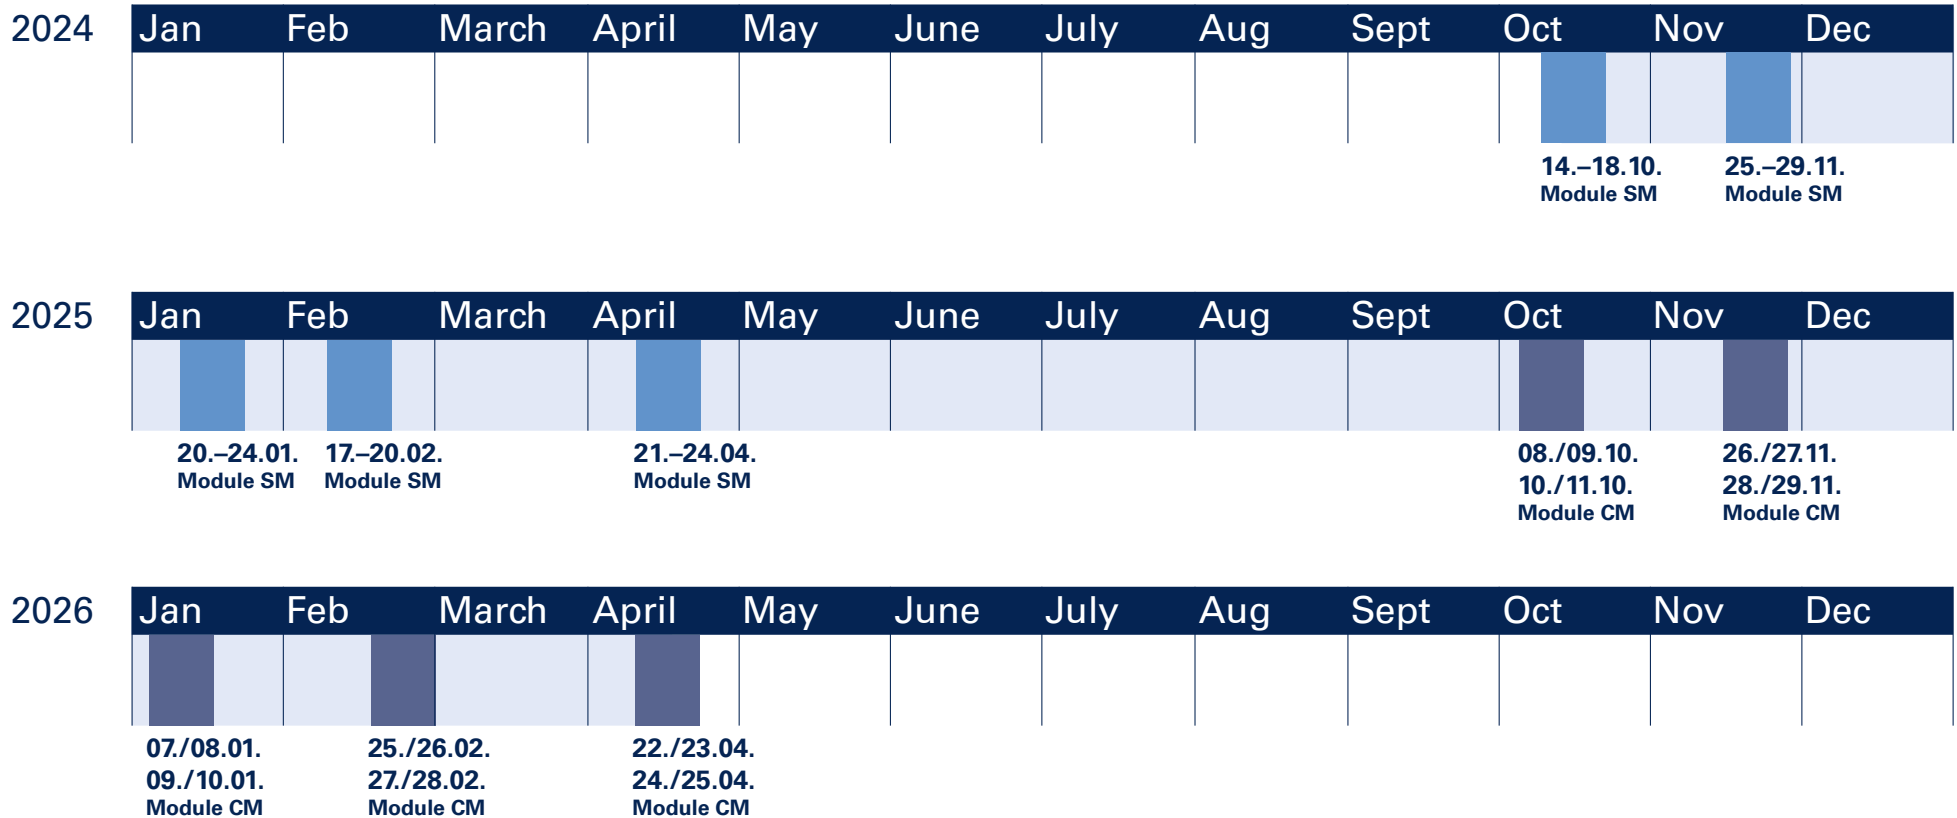 2024 Jan Feb March April May June July Aug Sept Oct Nov Dec
14.–18.10. 25.–29.11.
Module SM Module SM
2025 Jan Feb March April May June July Aug Sept Oct Nov Dec
20.–24.01. 17.–20.02. 21.–24.04. 08./09.10. 26./27.11.
Module SM Module SM Module SM 10./11.10. 28./29.11.
Module CM Module CM
2026 Jan Feb March April May June July Aug Sept Oct Nov Dec
07./08.01. 25./26.02. 22./23.04.
09./10.01. 27./28.02. 24./25.04.
Module CM Module CM Module CM